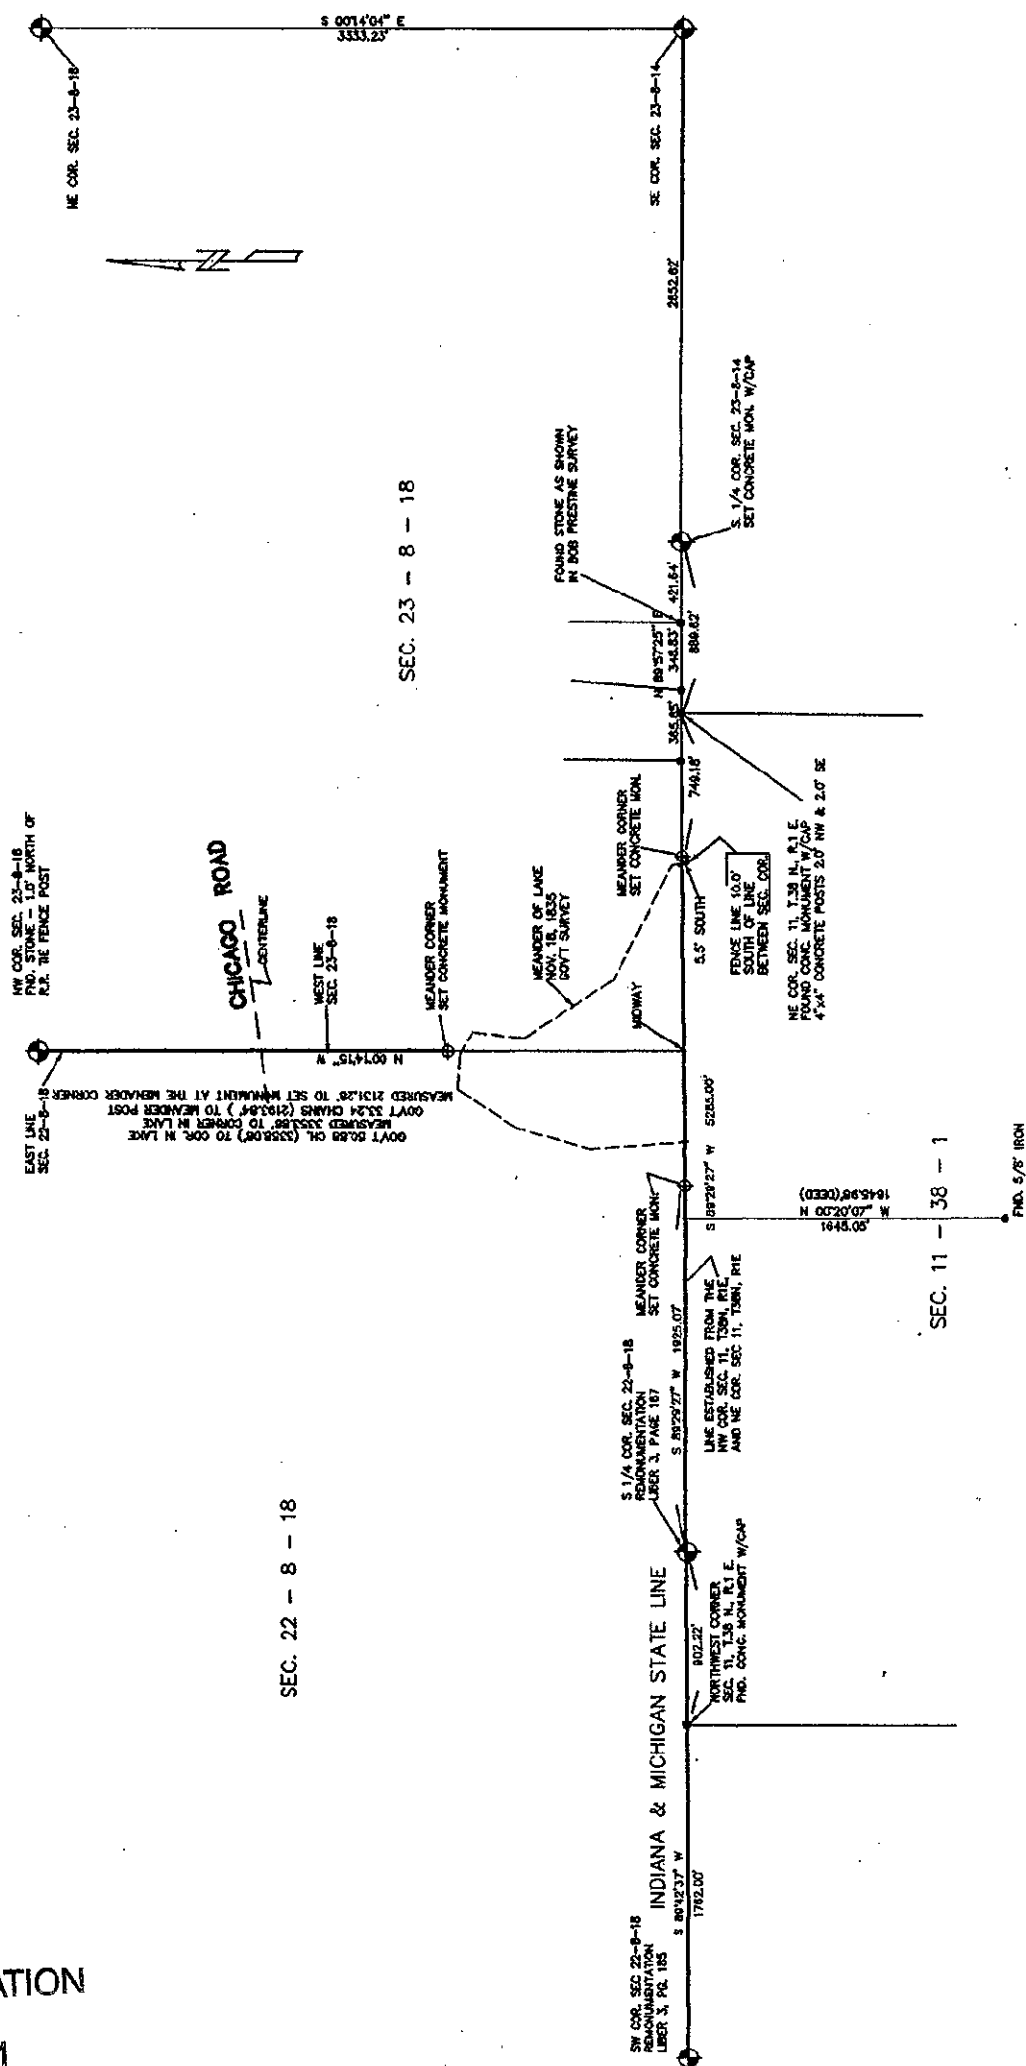 S 00°14'04" E
3333.23'
NE COR. SEC. 23-8-18
SE COR. SEC. 23-8-14
2652.62'
S. 1/4 COR. SEC. 23-8-14
SET CONCRETE MON. W/CAP
FOUND STONE AS SHOWN
IN BOB PRESTINE SURVEY
SEC. 23 - 8 - 18
421.64'
N 89°57'25" E
348.83'
889.62'
365.65'
749.18'
NE COR. SEC. 11, T.38 N., R.1 E.
FOUND CONC. MONUMENT W/CAP
4"x4" CONCRETE POSTS 2.0' NW & 2.0' SE
MEANDER CORNER
SET CONCRETE MON.
FENCE LINE 10.0'
SOUTH OF LINE
BETWEEN SEC. COR.
5.5' SOUTH
MEANDER OF LAKE
NOV. 18, 1835
GOV'T SURVEY
MIDWAY
NW COR. SEC. 23-8-18
FND. STONE - 1.0' NORTH OF
R.R. TIE FENCE POST
CHICAGO ROAD
CENTERLINE
WEST LINE
SEC. 23-8-18
MEANDER CORNER
SET CONCRETE MONUMENT
N 00°14'15" W
EAST LINE
SEC. 22-8-18
GOV'T 50.88 CH. (3358.08') TO COR. IN LAKE
MEASURED 3353.88' TO CORNER IN LAKE
GOV'T 33.24 CHAINS (2193.84') TO MEANDER POST
MEASURED 2131.28' TO SET MONUMENT AT THE MENADER CORNER
S 89°29'27" W 5285.00'
MEANDER CORNER
SET CONCRETE MON.
N 00°20'07" W
1645.05'
1645.98'(DEED)
FND. 5/8" IRON
SEC. 11 - 38 - 1
S 89°29'27" W 1925.07'
LINE ESTABLISHED FROM THE
NW COR. SEC. 11, T38N, R1E,
AND NE COR. SEC 11, T38N, R1E
S 1/4 COR. SEC. 22-8-18
REMONUMENTATION
LIBER 3, PAGE 187
SEC. 22 - 8 - 18
902.22'
NORTHWEST CORNER
SEC. 11, T.38 N., R.1 E.
FND. CONC. MONUMENT W/CAP
INDIANA & MICHIGAN STATE LINE
S 89°42'37" W
1762.00'
SW COR. SEC 22-8-18
REMONUMENTATION
LIBER 3, PG. 185